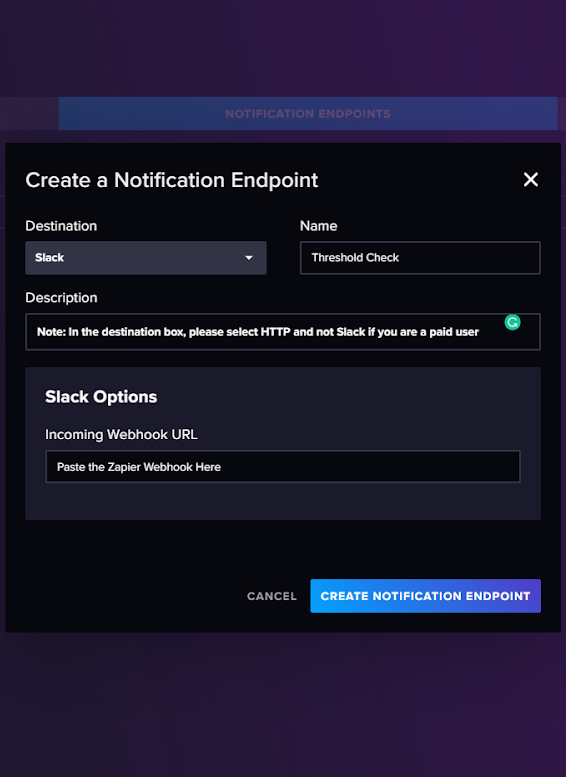 NOTIFICATION ENDPOINTS
Create a Notification Endpoint
Destination
Name
Slack
Threshold Check
Description
Note: In the destination box, please select HTTP and not Slack if you are a paid user
Slack Options
Incoming Webhook URL
Paste the Zapier Webhook Here
CANCEL
CREATE NOTIFICATION ENDPOINT